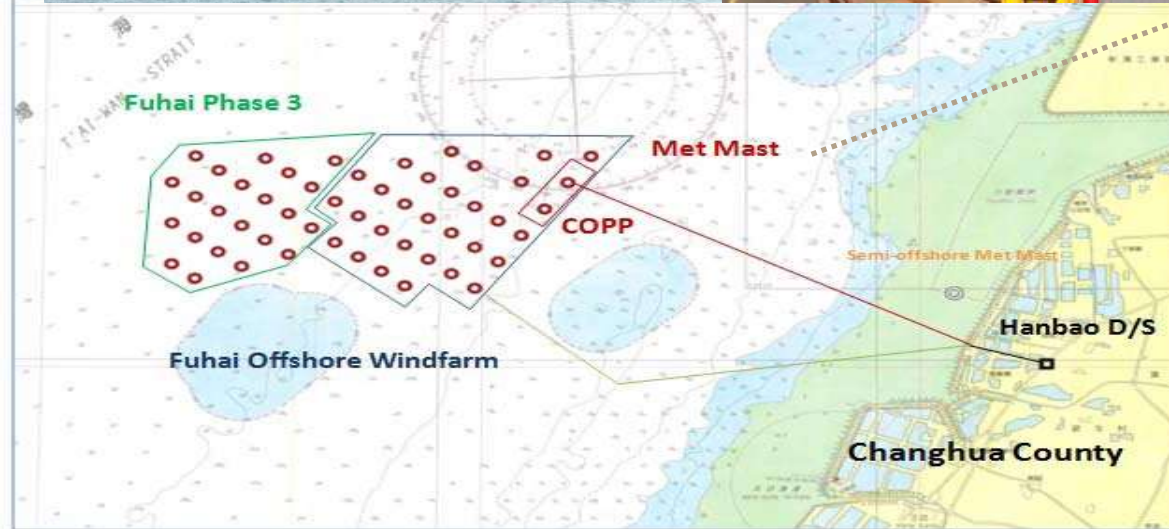 灣
T'AI-WAN STRAIT
Fuhai Phase 3
Met Mast
COPP
Semi-offshore Met Mast
Hanbao D/S
Fuhai Offshore Windfarm
Changhua County